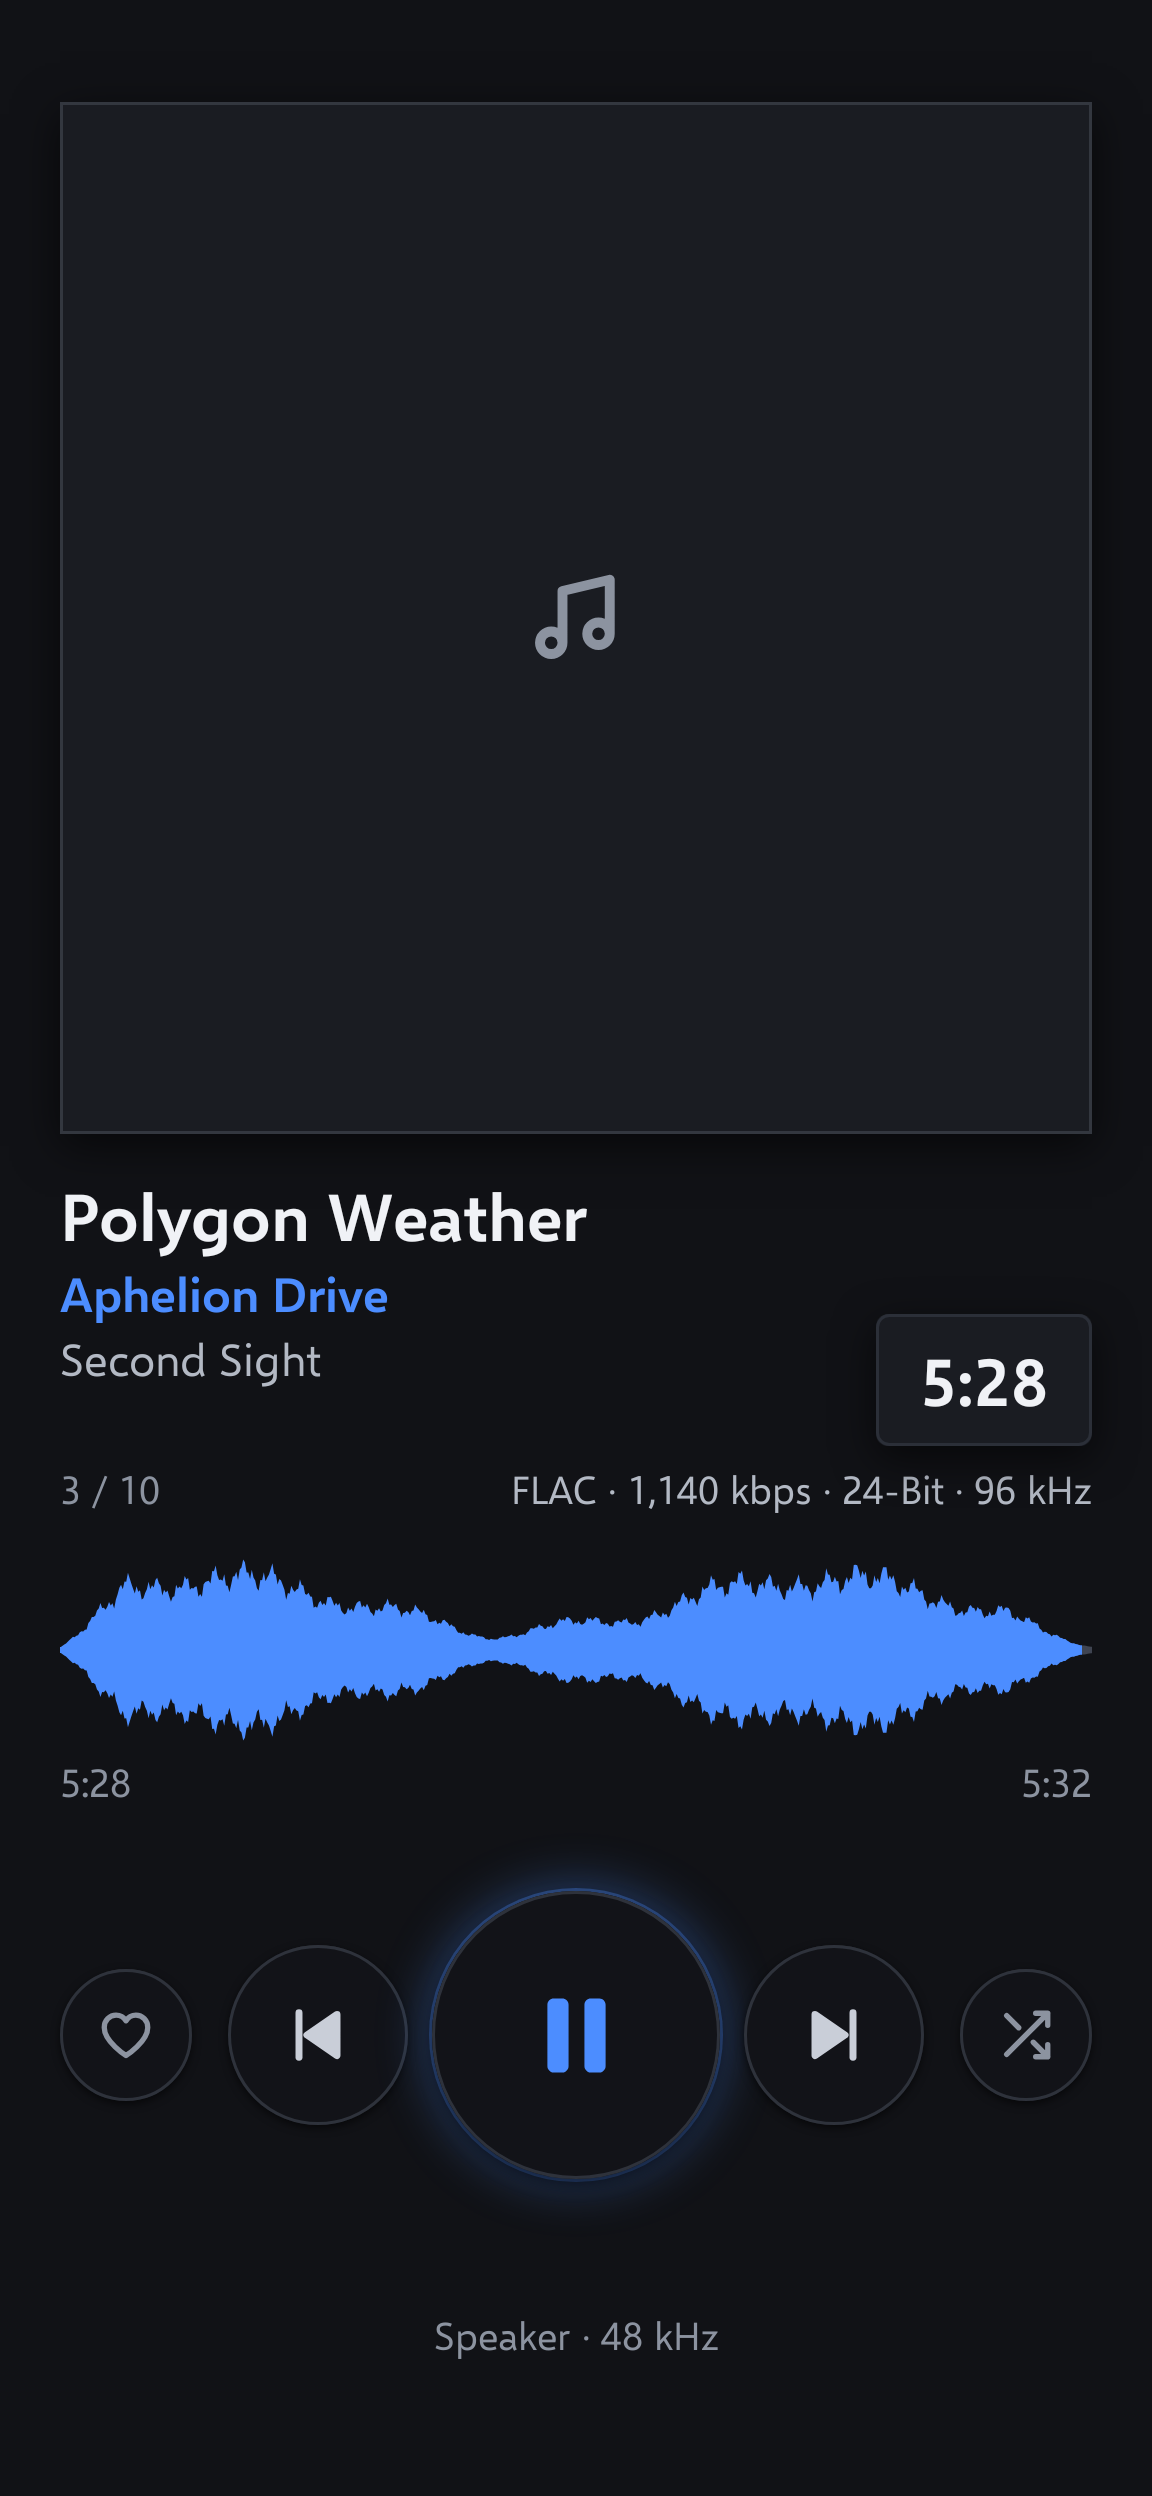 Polygon Weather
Aphelion Drive
Second Sight
5:28
3 / 10
FLAC · 1,140 kbps · 24-Bit · 96 kHz
5:28
5:32
Speaker · 48 kHz